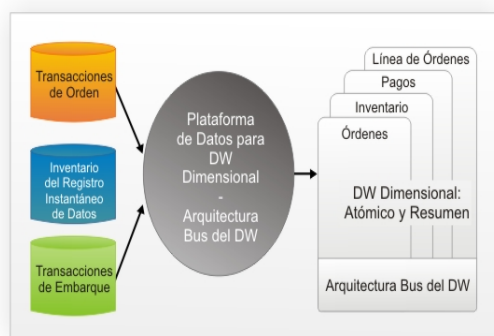 Transacciones
de Orden
Inventario
del Registro
Instantáneo
de Datos
Transacciones
de Embarque
Plataforma
de Datos para
DW
Dimensional
-
Arquitectura
Bus del DW
Línea de Órdenes
Pagos
Inventario
Órdenes
DW Dimensional:
Atómico y Resumen
Arquitectura Bus del DW